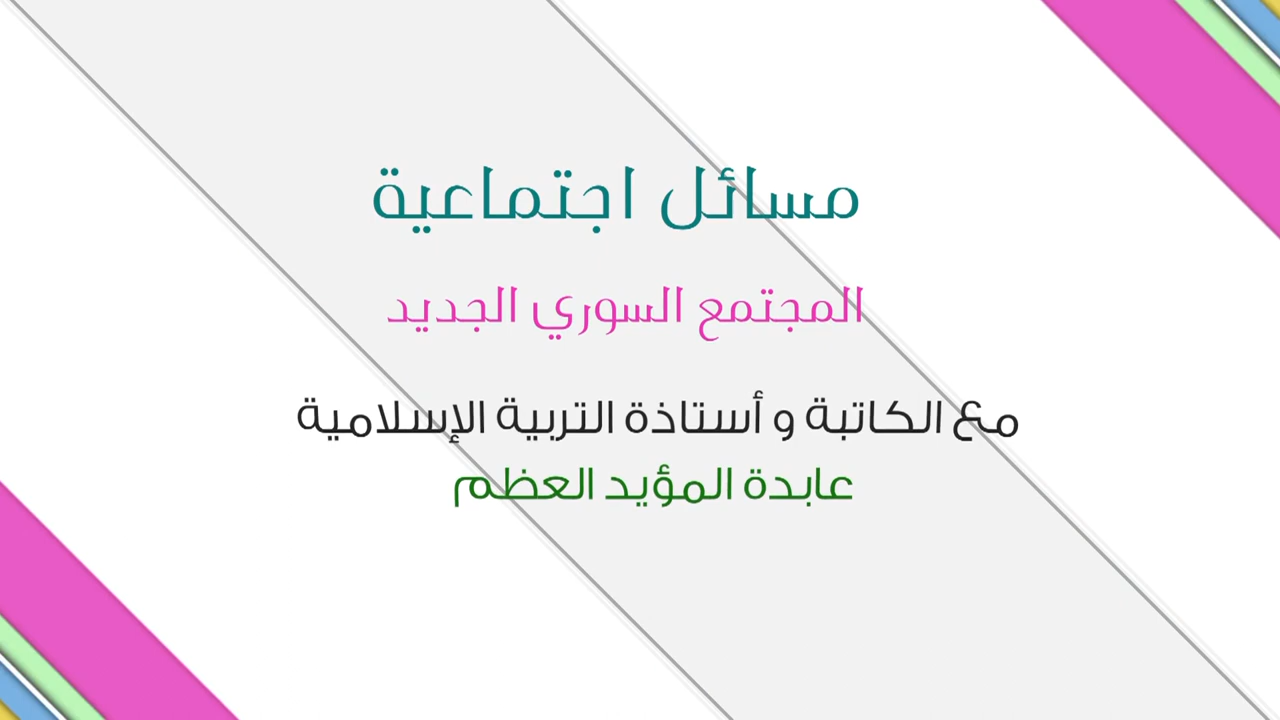 مسائل اجتماعية
المجتمع السوري الجديد
مع الكاتبة و أستاذة التربية الإسلامية
عابدة المؤيد العظم